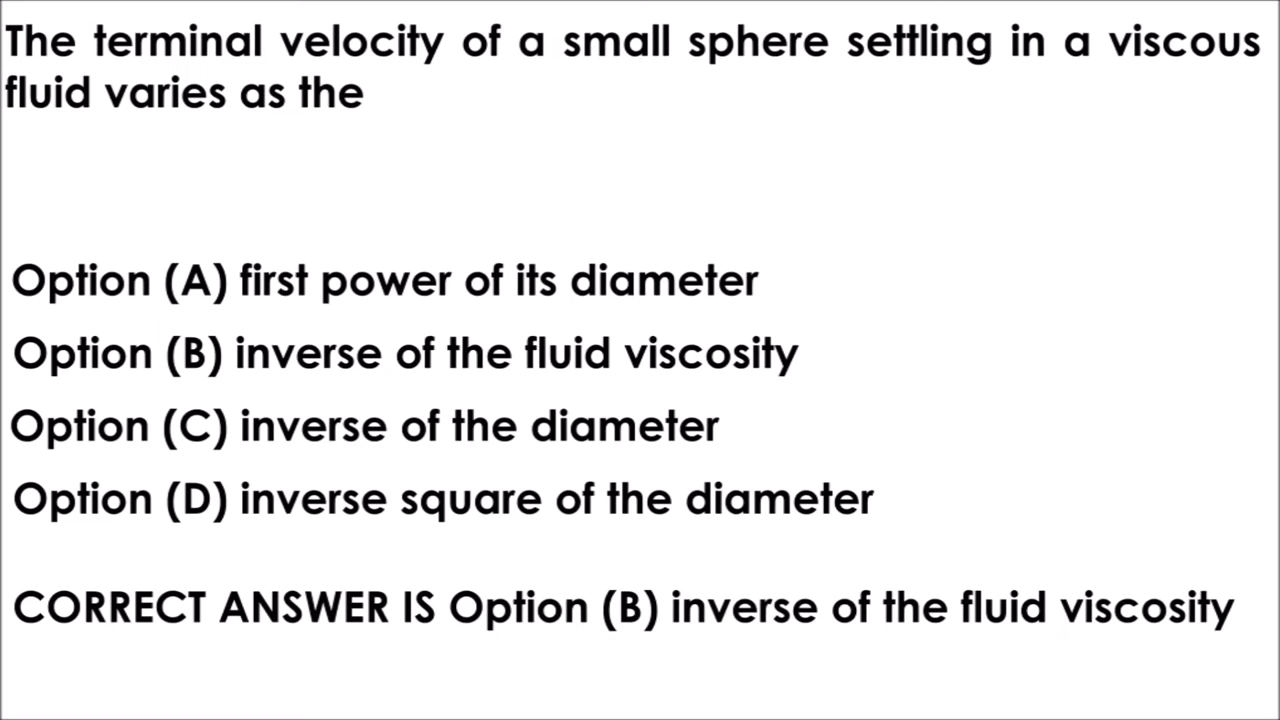 The terminal velocity of a small sphere settling in a viscous
fluid varies as the
Option (A) first power of its diameter
Option (B) inverse of the fluid viscosity
Option (C) inverse of the diameter
Option (D) inverse square of the diameter
CORRECT ANSWER IS Option (B) inverse of the fluid viscosity